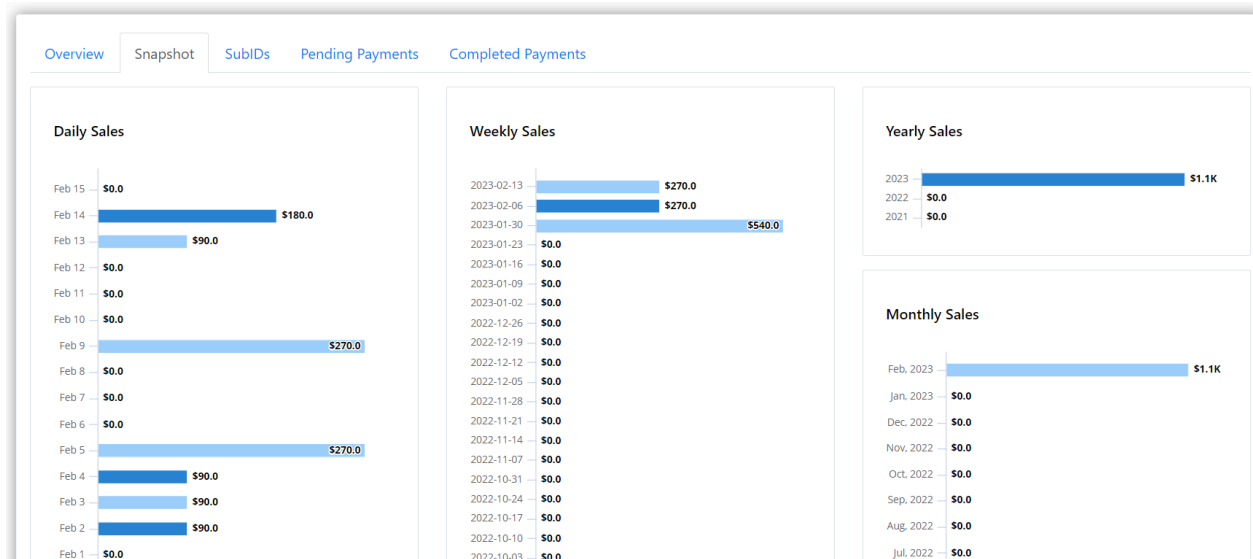 Overview Snapshot SubIDs Pending Payments Completed Payments
Daily Sales
Feb 15 $0.0
Feb 14 $180.0
Feb 13 $90.0
Feb 12 $0.0
Feb 11 $0.0
Feb 10 $0.0
Feb 9 $270.0
Feb 8 $0.0
Feb 7 $0.0
Feb 6 $0.0
Feb 5 $270.0
Feb 4 $90.0
Feb 3 $90.0
Feb 2 $90.0
Feb 1 $0.0
Weekly Sales
2023-02-13 $270.0
2023-02-06 $270.0
2023-01-30 $540.0
2023-01-23 $0.0
2023-01-16 $0.0
2023-01-09 $0.0
2023-01-02 $0.0
2022-12-26 $0.0
2022-12-19 $0.0
2022-12-12 $0.0
2022-12-05 $0.0
2022-11-28 $0.0
2022-11-21 $0.0
2022-11-14 $0.0
2022-11-07 $0.0
2022-10-31 $0.0
2022-10-24 $0.0
2022-10-17 $0.0
2022-10-10 $0.0
2022-10-03 $0.0
Yearly Sales
2023 $1.1K
2022 $0.0
2021 $0.0
Monthly Sales
Feb, 2023 $1.1K
Jan, 2023 $0.0
Dec, 2022 $0.0
Nov, 2022 $0.0
Oct, 2022 $0.0
Sep, 2022 $0.0
Aug, 2022 $0.0
Jul, 2022 $0.0